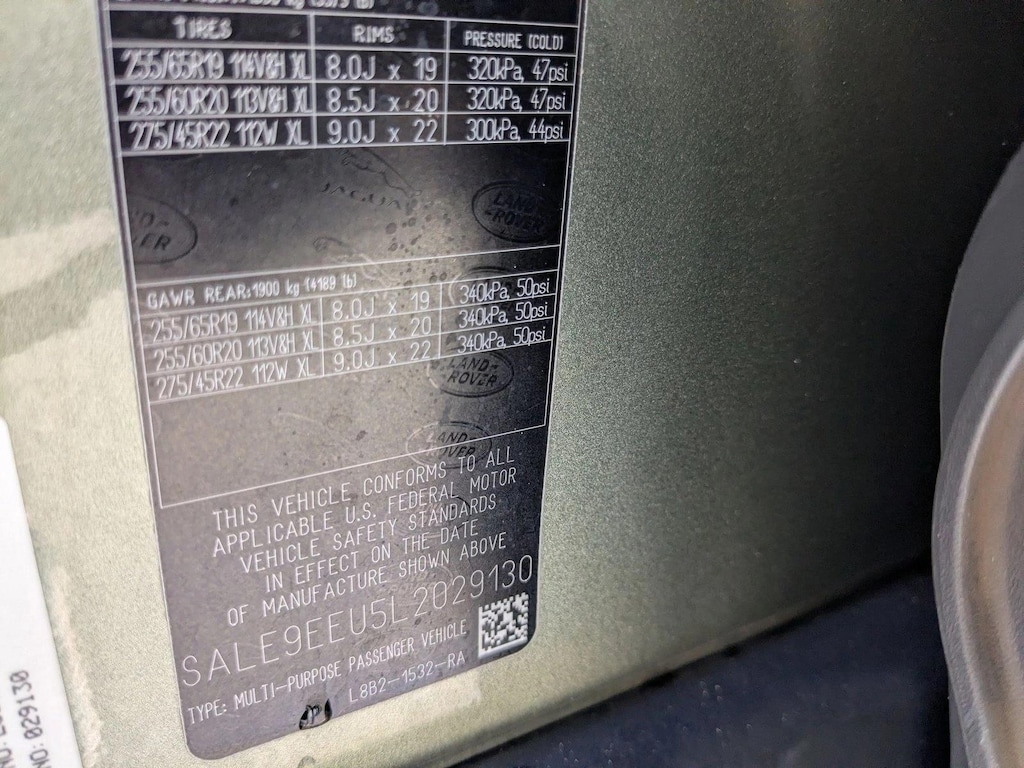 TIRES RIMS PRESSURE (COLD)
255/65R19 114V&H XL 8.0J x 19 320kPa, 47psi
255/60R20 113V&H XL 8.5J x 20 320kPa, 47psi
275/45R22 112W XL 9.0J x 22 300kPa, 44psi
JAGUAR
LAND-
-ROVER
GAWR REAR:1900 kg (4189 lb)
255/65R19 114V&H XL 8.0J x 19 340kPa, 50psi
255/60R20 113V&H XL 8.5J x 20 340kPa, 50psi
275/45R22 112W XL 9.0J x 22 340kPa, 50psi
LAND-
-ROVER
LAND-
ROVER
THIS VEHICLE CONFORMS TO ALL
APPLICABLE U.S. FEDERAL MOTOR
VEHICLE SAFETY STANDARDS
IN EFFECT ON THE DATE
OF MANUFACTURE SHOWN ABOVE
SALE9EEU5L2029130
TYPE: MULTI-PURPOSE PASSENGER VEHICLE
L8B2-1532-RA
NO: 029130